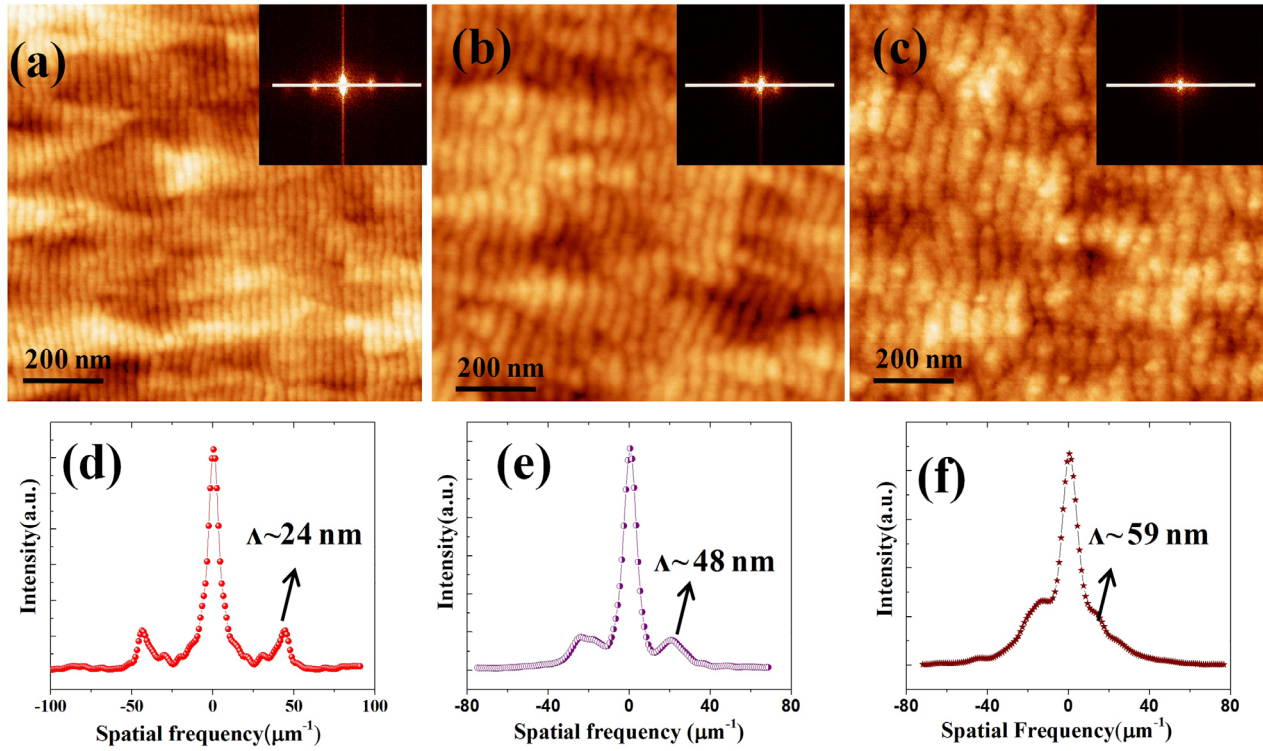 (a)
200 nm
(b)
200 nm
(c)
200 nm
(d)
ʌ~24 nm
Intensity(a.u.)
-100 -50 0 50 100
Spatial frequency(μm⁻¹)
(e)
ʌ~ 48 nm
Intensity(a.u.)
-80 -40 0 40 80
Spatial frequency(μm⁻¹)
(f)
ʌ~ 59 nm
Intensity(a.u.)
-80 -40 0 40 80
Spatial Frequency(μm⁻¹)